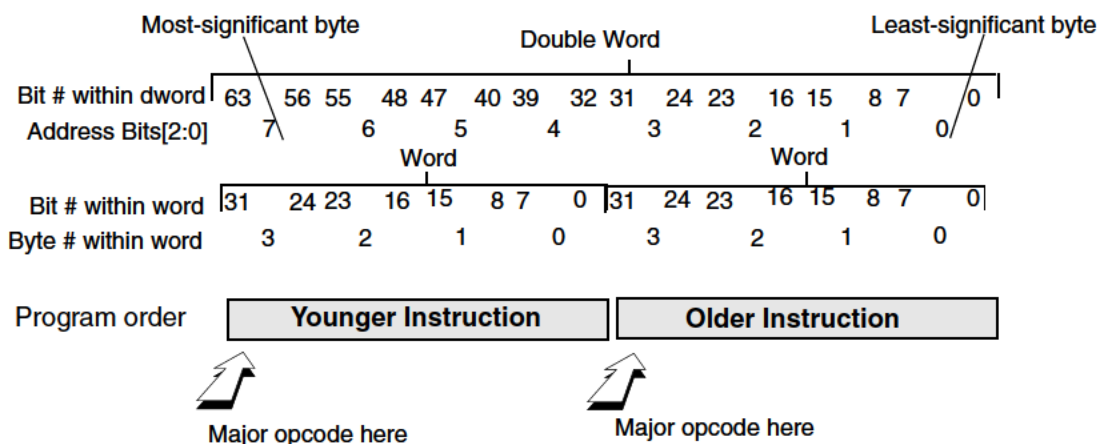 Most-significant byte Least-significant byte
Double Word
Bit # within dword 63 56 55 48 47 40 39 32 31 24 23 16 15 8 7 0
Address Bits[2:0] 7 6 5 4 3 2 1 0
Word Word
Bit # within word 31 24 23 16 15 8 7 0 31 24 23 16 15 8 7 0
Byte # within word 3 2 1 0 3 2 1 0
Program order Younger Instruction Older Instruction
Major opcode here Major opcode here